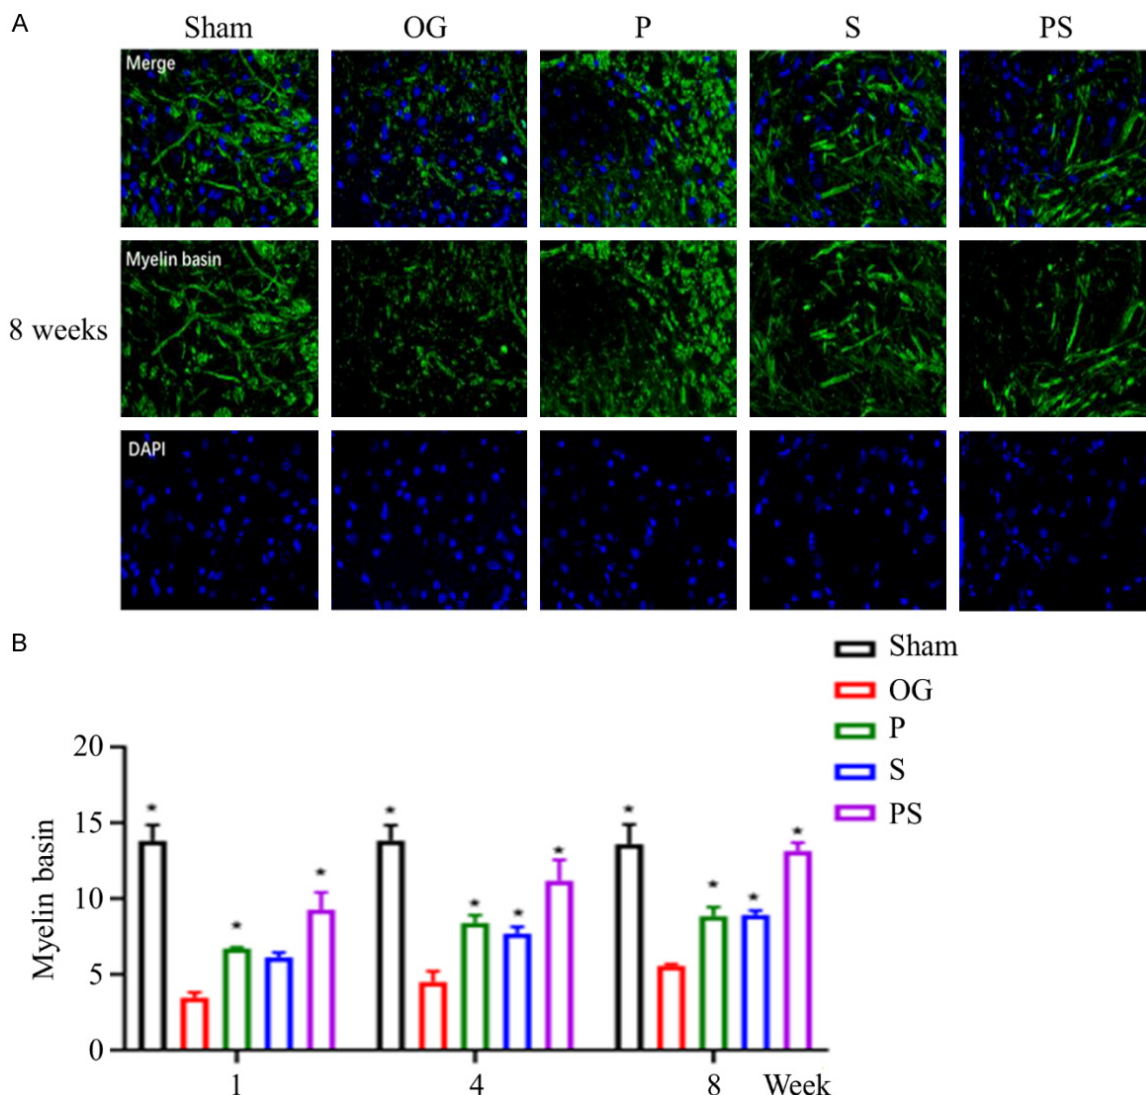 A
Sham OG P S PS
Merge
Myelin basin
8 weeks
DAPI
B
Sham
OG
P
S
PS
20
15
10
5
0
Myelin basin
* * *
* * * *
* * * *
1 4 8 Week